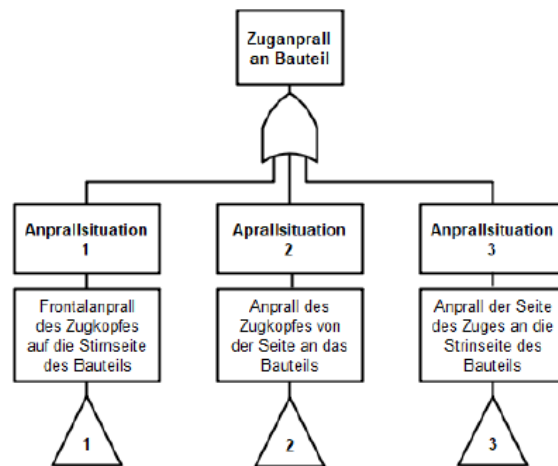 Zuganprall
an Bauteil
Anprallsituation
1
Aprallsituation
2
Anprallsituation
3
Frontalanprall
des Zugkopfes
auf die Stirnseite
des Bauteils
Anprall des
Zugkopfes von
der Seite an das
Bauteils
Anprall der Seite
des Zuges an die
Strinseite des
Bauteils
1
2
3